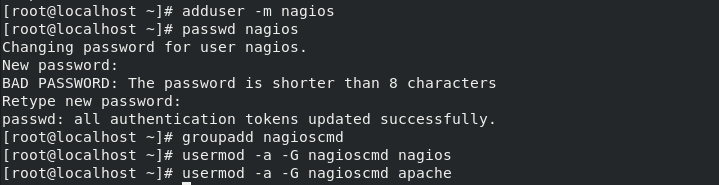 [root@localhost ~]# adduser -m nagios
[root@localhost ~]# passwd nagios
Changing password for user nagios.
New password:
BAD PASSWORD: The password is shorter than 8 characters
Retype new password:
passwd: all authentication tokens updated successfully.
[root@localhost ~]# groupadd nagioscmd
[root@localhost ~]# usermod -a -G nagioscmd nagios
[root@localhost ~]# usermod -a -G nagioscmd apache